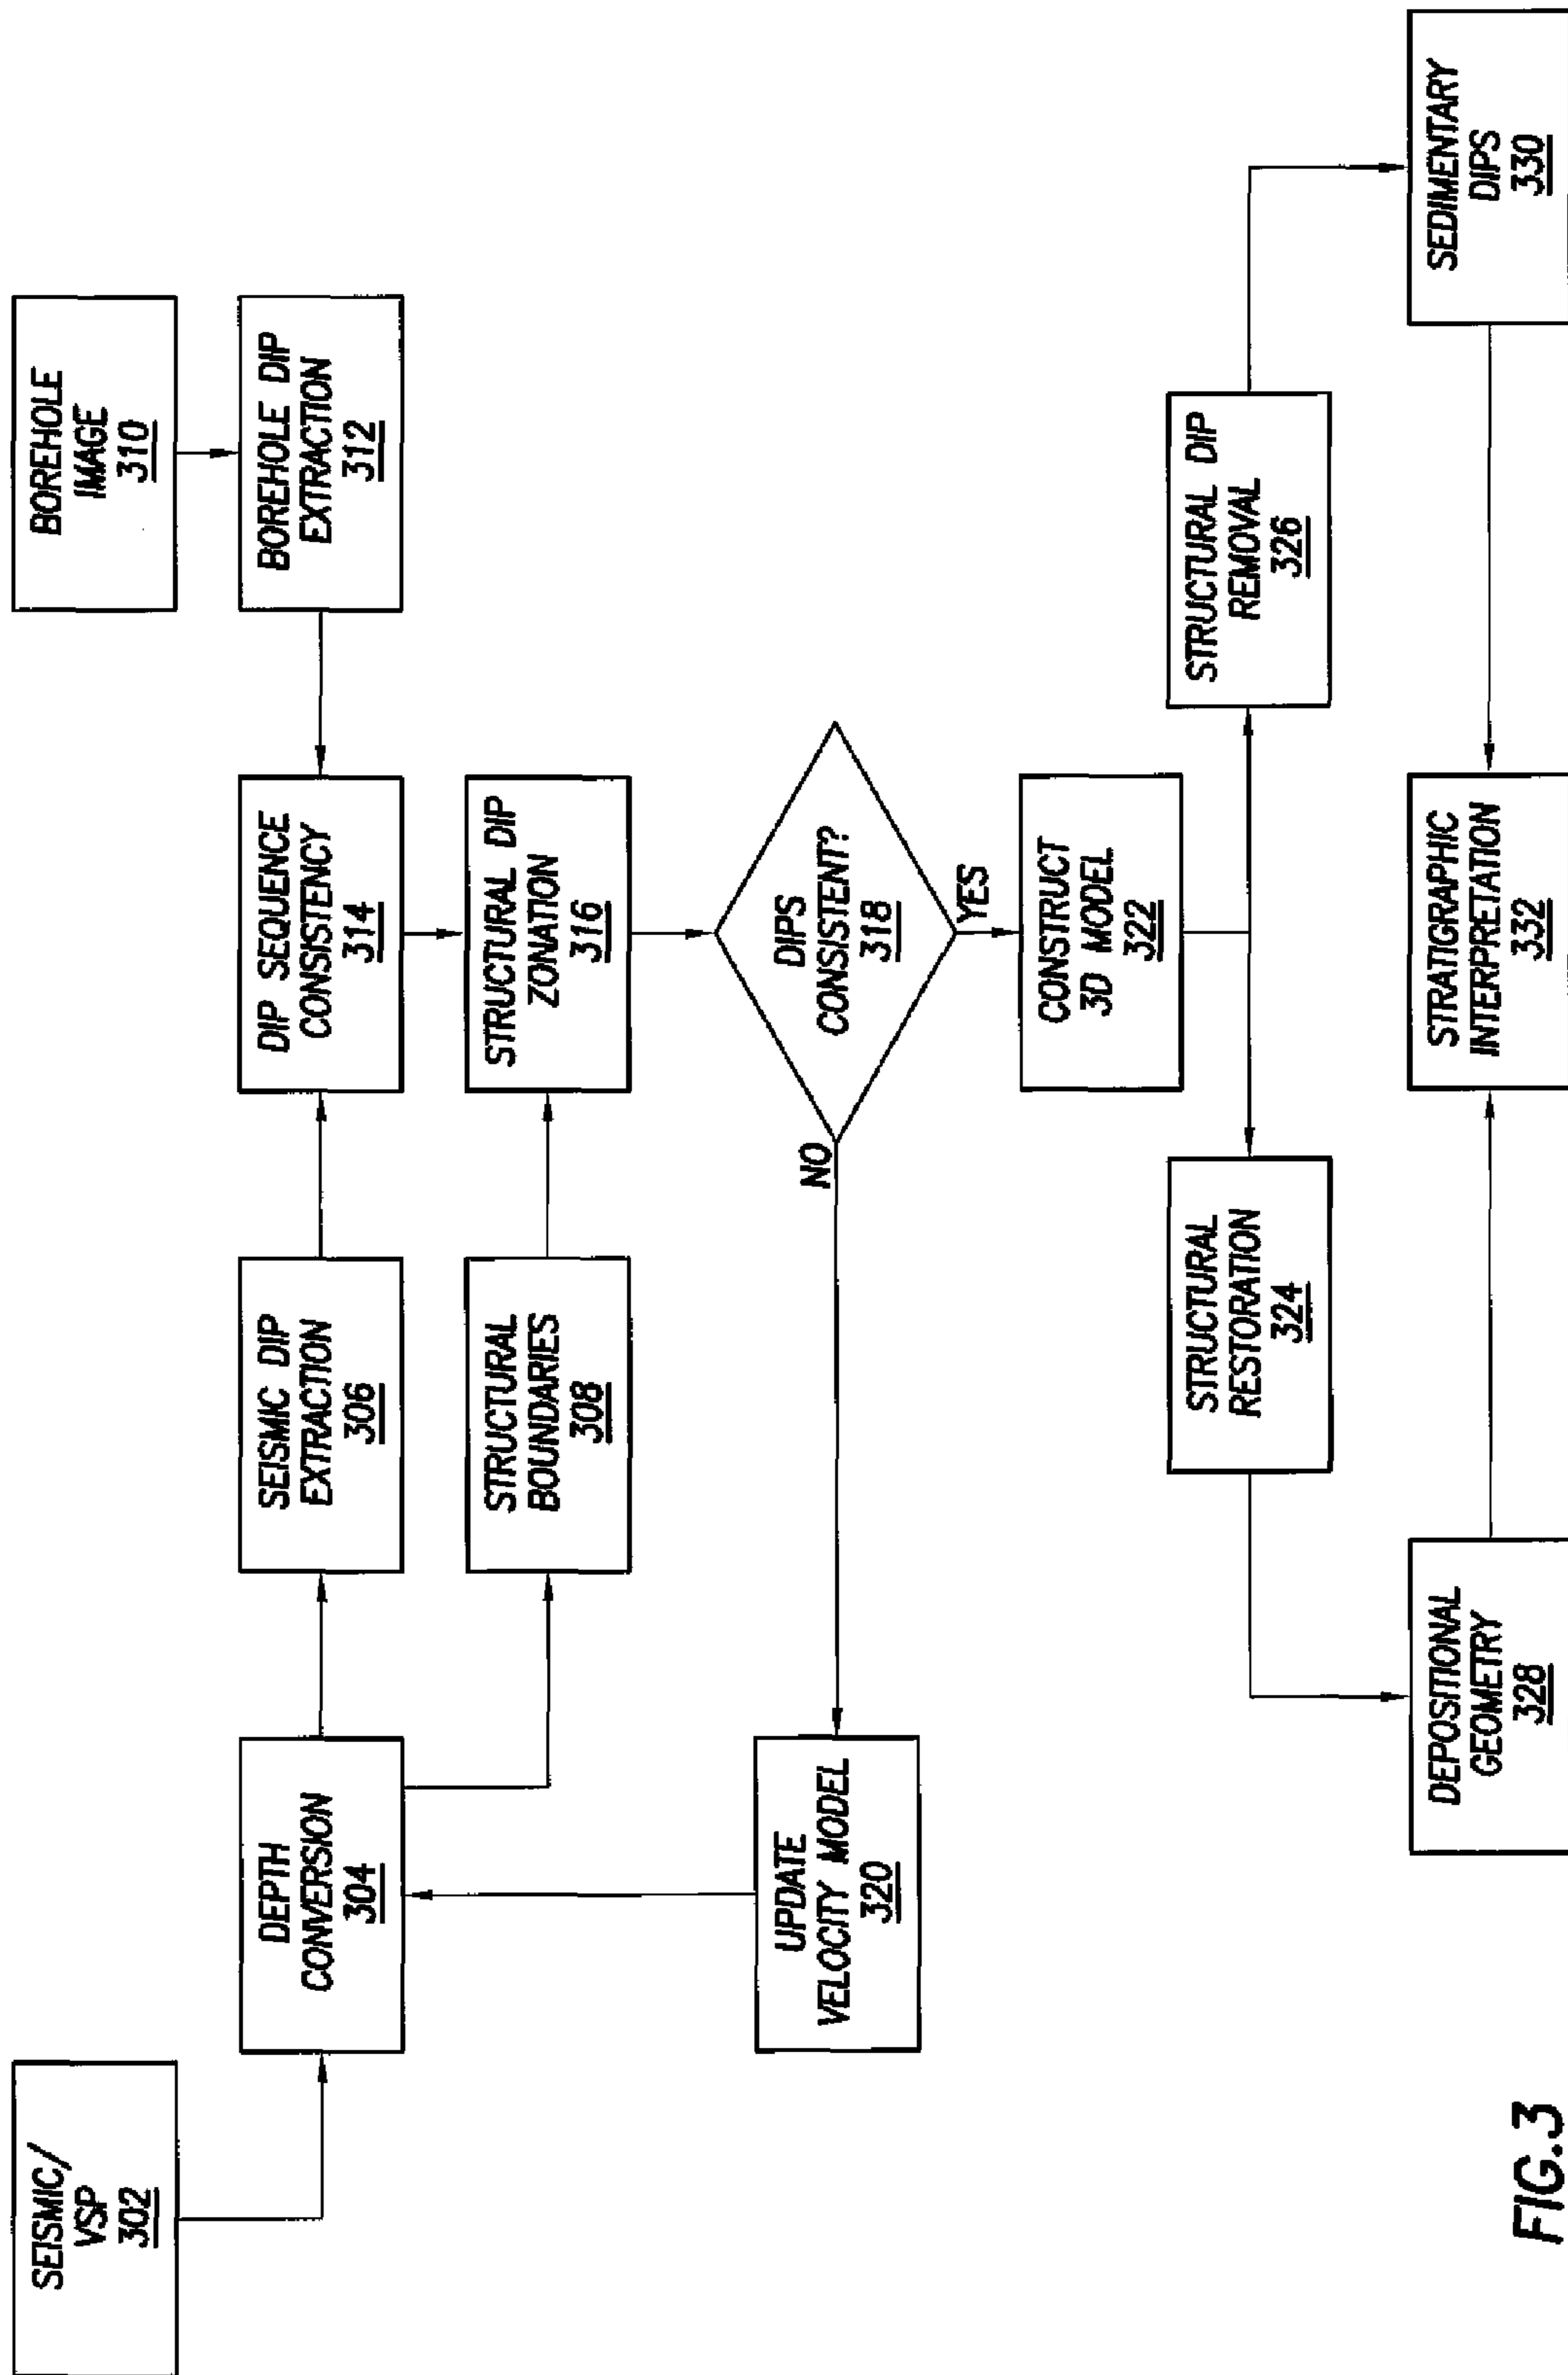 SEISMIC/
VSP
302
BOREHOLE
IMAGE
310
DEPTH
CONVERSION
304
SEISMIC DIP
EXTRACTION
306
DIP SEQUENCE
CONSISTENCY
314
BOREHOLE DIP
EXTRACTION
312
STRUCTURAL
BOUNDARIES
308
STRUCTURAL DIP
ZONATION
316
UPDATE
VELOCITY MODEL
320
NO
DIPS
CONSISTENT?
318
YES
CONSTRUCT
3D MODEL
322
STRUCTURAL
RESTORATION
324
STRUCTURAL DIP
REMOVAL
326
DEPOSITIONAL
GEOMETRY
328
STRATIGRAPHIC
INTERPRETATION
332
SEDIMENTARY
DIPS
330
FIG.3